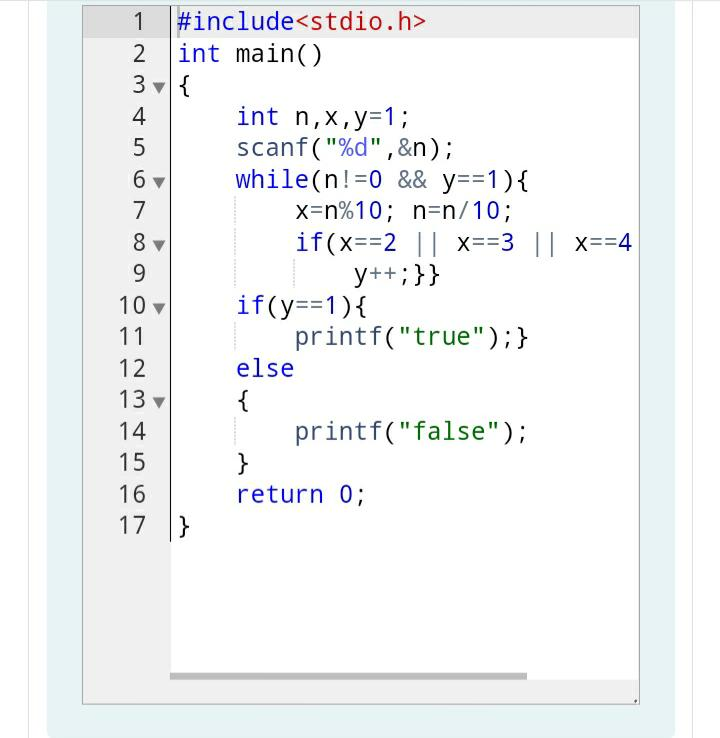 1 #include<stdio.h>
2 int main()
3 {
4     int n,x,y=1;
5     scanf("%d",&n);
6     while(n!=0 && y==1){
7         x=n%10; n=n/10;
8         if(x==2 || x==3 || x==4
9             y++;}}
10     if(y==1){
11         printf("true");}
12     else
13     {
14         printf("false");
15     }
16     return 0;
17 }